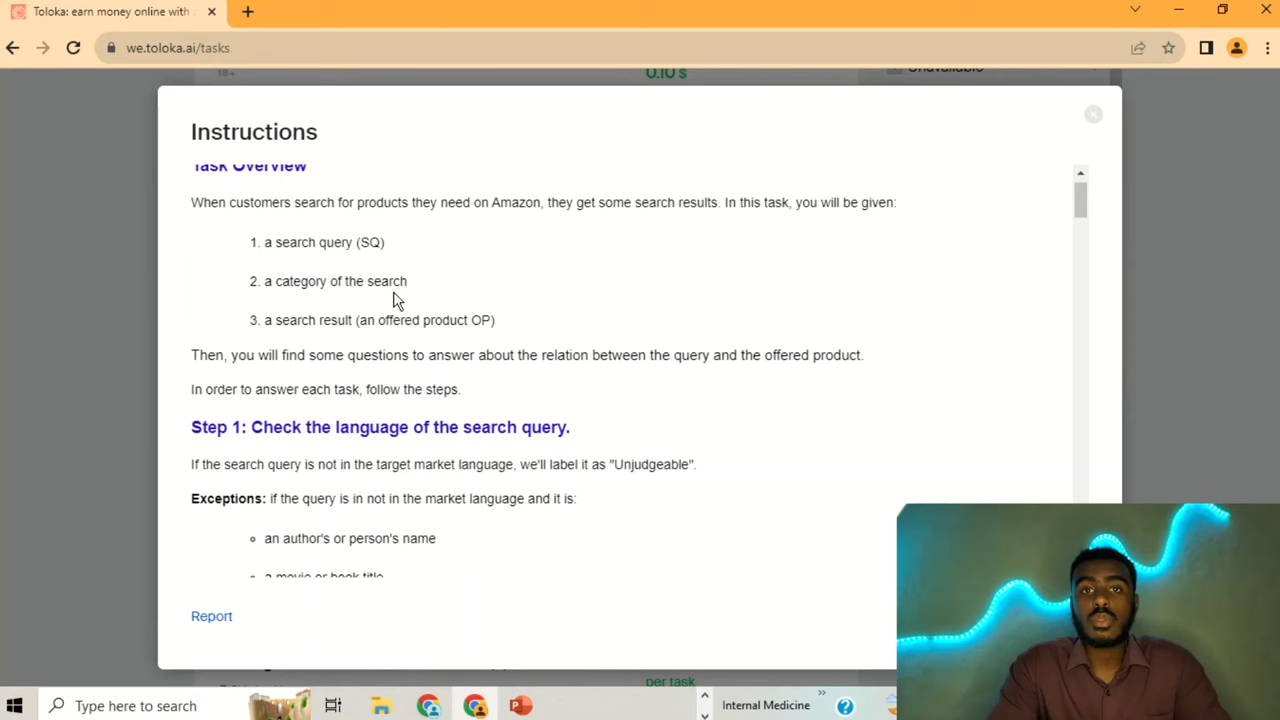 Toloka: earn money online with
we.toloka.ai/tasks
18+
0.10 $
Unavailable
Instructions
Task Overview
When customers search for products they need on Amazon, they get some search results. In this task, you will be given:
1. a search query (SQ)
2. a category of the search
3. a search result (an offered product OP)
Then, you will find some questions to answer about the relation between the query and the offered product.
In order to answer each task, follow the steps.
Step 1: Check the language of the search query.
If the search query is not in the target market language, we'll label it as "Unjudgeable".
Exceptions: if the query is in not in the market language and it is:
an author's or person's name
a movie or book title
Report
per task
Type here to search
Internal Medicine